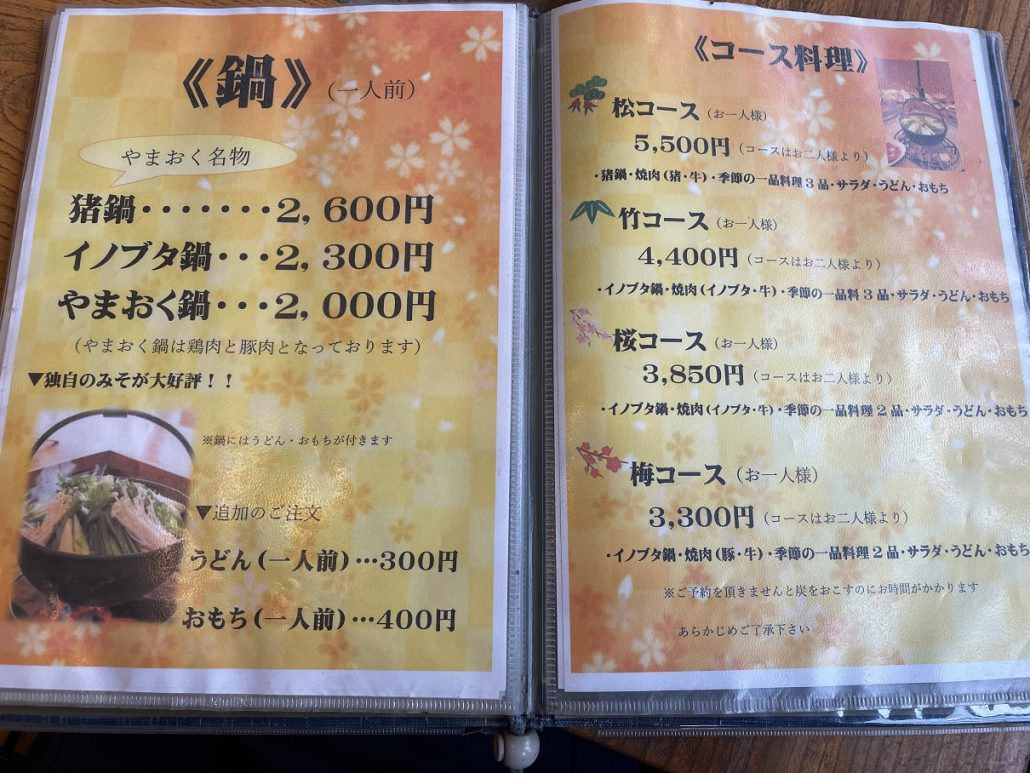 《鍋》(一人前)
やまおく名物
猪鍋・・・・・・・2,600円
イノブタ鍋・・・2,300円
やまおく鍋・・・2,000円
(やまおく鍋は鶏肉と豚肉となっております)
▼独自のみそが大好評！！
※鍋にはうどん・おもちが付きます
▼追加のご注文
うどん(一人前)…300円
おもち(一人前)…400円
《コース料理》
松コース(お一人様)
5,500円(コースはお二人様より)
・猪鍋・焼肉(猪・牛)・季節の一品料理3品・サラダ・うどん・おもち
竹コース(お一人様)
4,400円(コースはお二人様より)
・イノブタ鍋・焼肉(イノブタ・牛)・季節の一品料3品・サラダ・うどん・おもち
桜コース(お一人様)
3,850円(コースはお二人様より)
・イノブタ鍋・焼肉(イノブタ・牛)・季節の一品料理2品・サラダ・うどん・おもち
梅コース(お一人様)
3,300円(コースはお二人様より)
・イノブタ鍋・焼肉(豚・牛)・季節の一品料理2品・サラダ・うどん・おもち
※ご予約を頂きませんと炭をおこすのにお時間がかかります
あらかじめご了承下さい